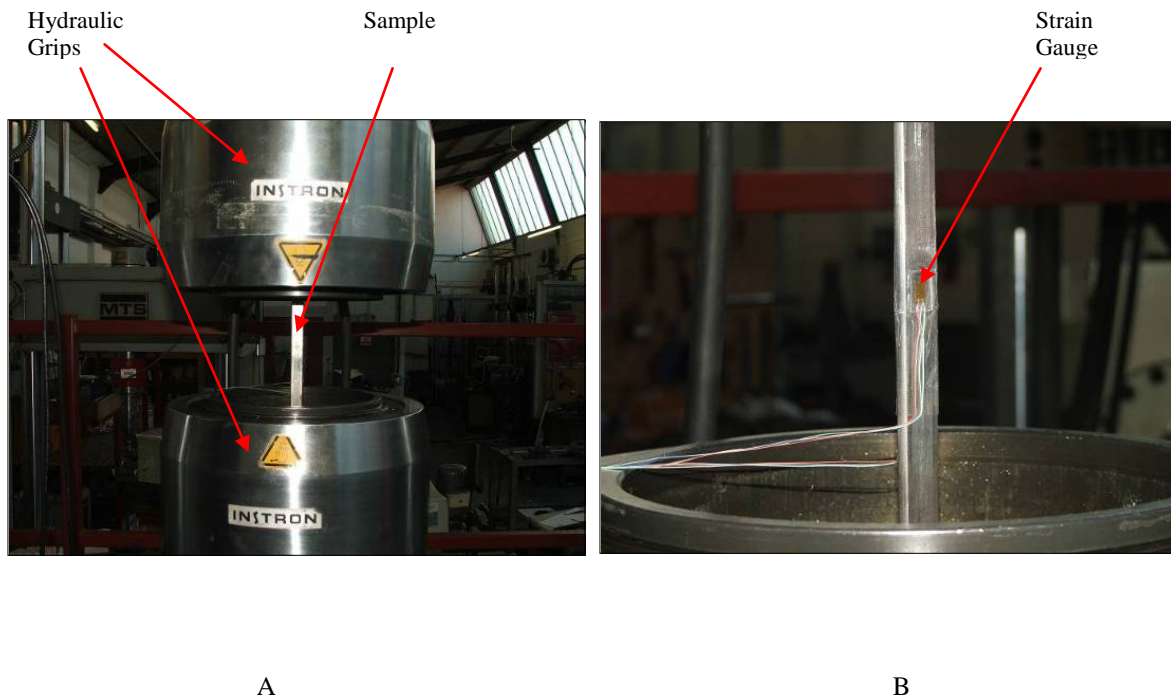 Hydraulic
Grips
Sample
Strain
Gauge
INSTRON
MTS
INSTRON
A
B